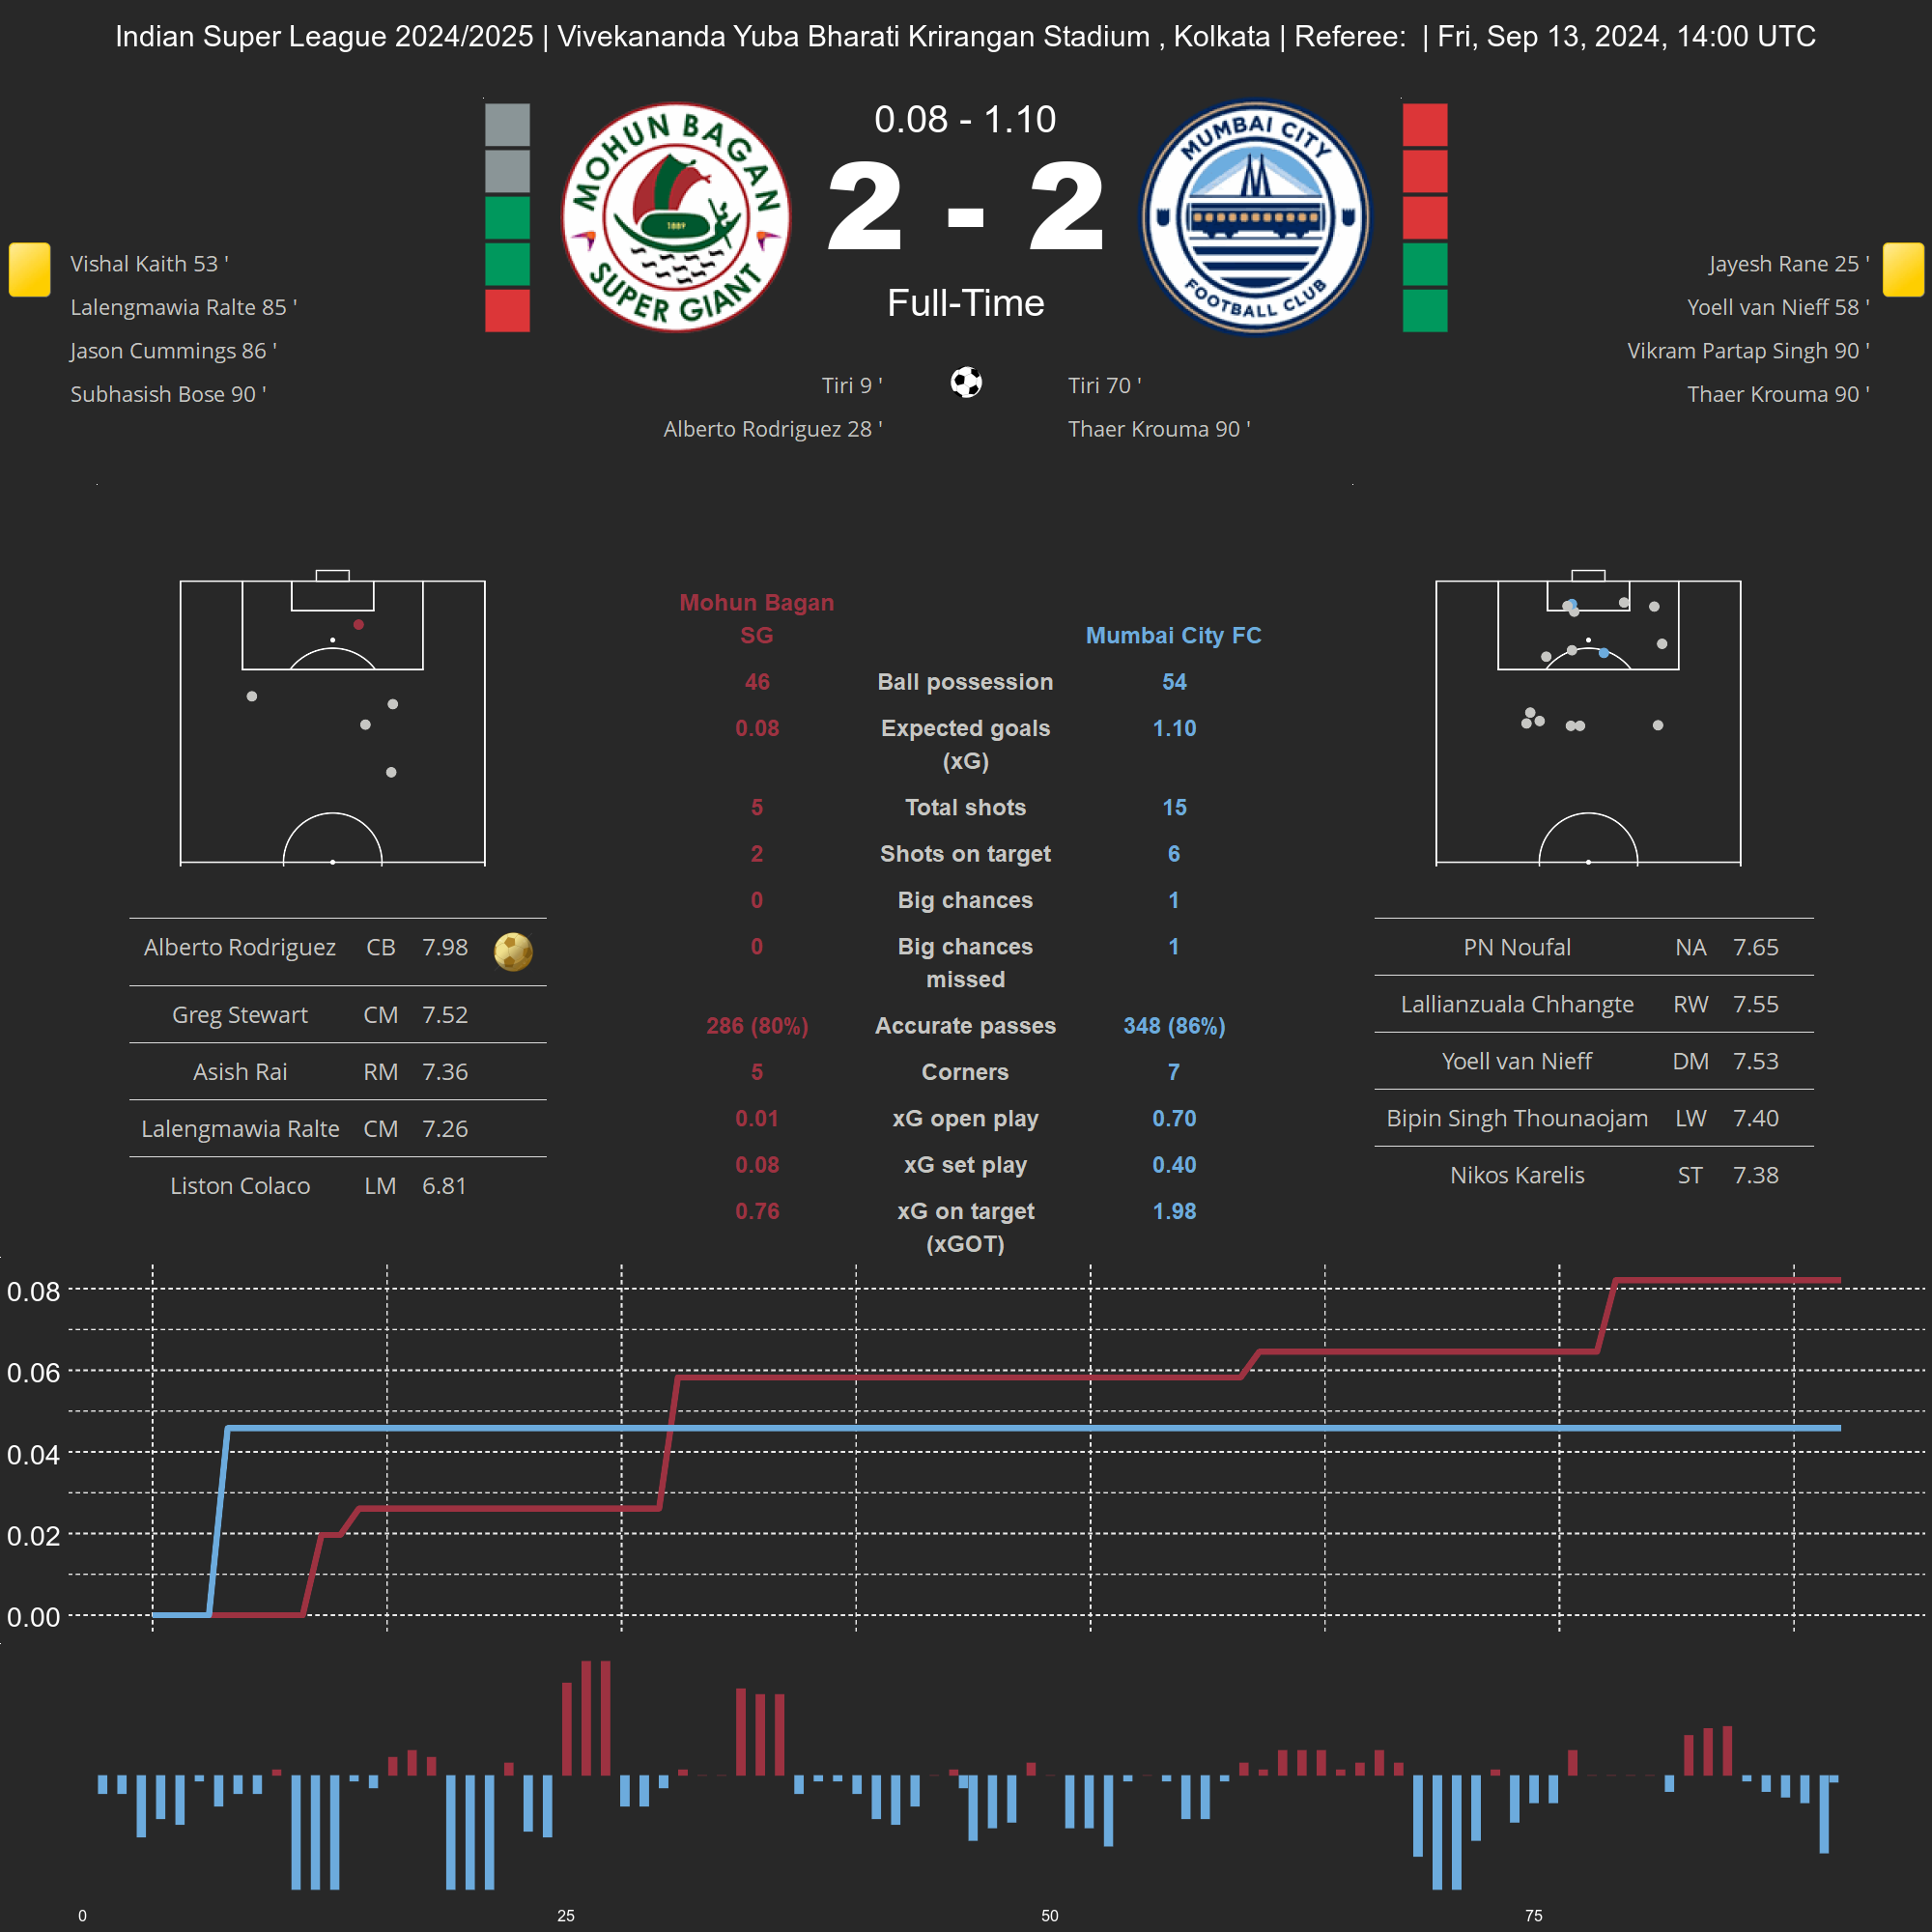 Indian Super League 2024/2025 | Vivekananda Yuba Bharati Krirangan Stadium , Kolkata | Referee:  | Fri, Sep 13, 2024, 14:00 UTC
MOHUN BAGAN
1889
SUPER GIANT
0.08 - 1.10
2 - 2
Full-Time
MUMBAI CITY
FOOTBALL CLUB
Vishal Kaith 53 '
Lalengmawia Ralte 85 '
Jason Cummings 86 '
Subhasish Bose 90 '
Jayesh Rane 25 '
Yoell van Nieff 58 '
Vikram Partap Singh 90 '
Thaer Krouma 90 '
Tiri 9 '
Alberto Rodriguez 28 '
Tiri 70 '
Thaer Krouma 90 '
Mohun Bagan
SG
Mumbai City FC
46 Ball possession 54
0.08 Expected goals 1.10
(xG)
5 Total shots 15
2 Shots on target 6
0 Big chances 1
0 Big chances 1
missed
286 (80%) Accurate passes 348 (86%)
5 Corners 7
0.01 xG open play 0.70
0.08 xG set play 0.40
0.76 xG on target 1.98
(xGOT)
Alberto Rodriguez CB 7.98
Greg Stewart CM 7.52
Asish Rai RM 7.36
Lalengmawia Ralte CM 7.26
Liston Colaco LM 6.81
PN Noufal NA 7.65
Lallianzuala Chhangte RW 7.55
Yoell van Nieff DM 7.53
Bipin Singh Thounaojam LW 7.40
Nikos Karelis ST 7.38
0.08
0.06
0.04
0.02
0.00
0 25 50 75